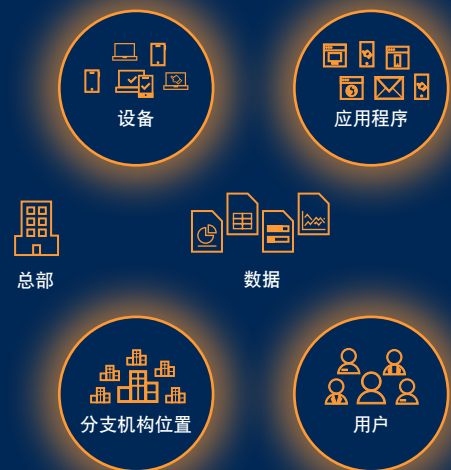 设备
应用程序
总部
数据
分支机构位置
用户